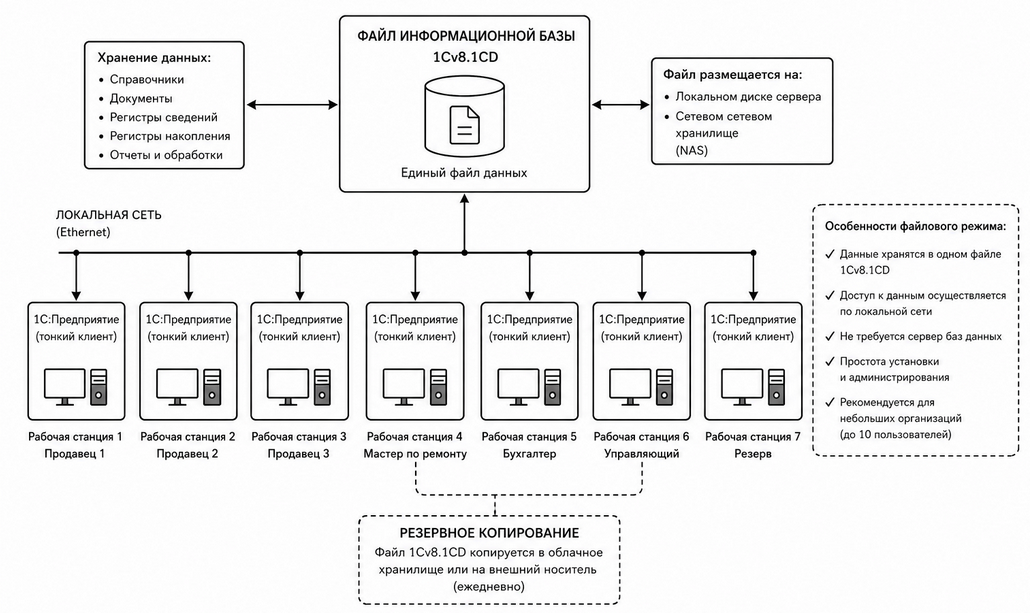 ФАЙЛ ИНФОРМАЦИОННОЙ БАЗЫ
1Cv8.1CD
Единый файл данных
Хранение данных:
• Справочники
• Документы
• Регистры сведений
• Регистры накопления
• Отчеты и обработки
Файл размещается на:
• Локальном диске сервера
• Сетевом сетевом
хранилище
(NAS)
ЛОКАЛЬНАЯ СЕТЬ
(Ethernet)
1С:Предприятие
(тонкий клиент)
Рабочая станция 1
Продавец 1
1С:Предприятие
(тонкий клиент)
Рабочая станция 2
Продавец 2
1С:Предприятие
(тонкий клиент)
Рабочая станция 3
Продавец 3
1С:Предприятие
(тонкий клиент)
Рабочая станция 4
Мастер по ремонту
1С:Предприятие
(тонкий клиент)
Рабочая станция 5
Бухгалтер
1С:Предприятие
(тонкий клиент)
Рабочая станция 6
Управляющий
1С:Предприятие
(тонкий клиент)
Рабочая станция 7
Резерв
Особенности файлового режима:
✓ Данные хранятся в одном файле
1Cv8.1CD
✓ Доступ к данным осуществляется
по локальной сети
✓ Не требуется сервер баз данных
✓ Простота установки
и администрирования
✓ Рекомендуется для
небольших организаций
(до 10 пользователей)
РЕЗЕРВНОЕ КОПИРОВАНИЕ
Файл 1Cv8.1CD копируется в облачное
хранилище или на внешний носитель
(ежедневно)